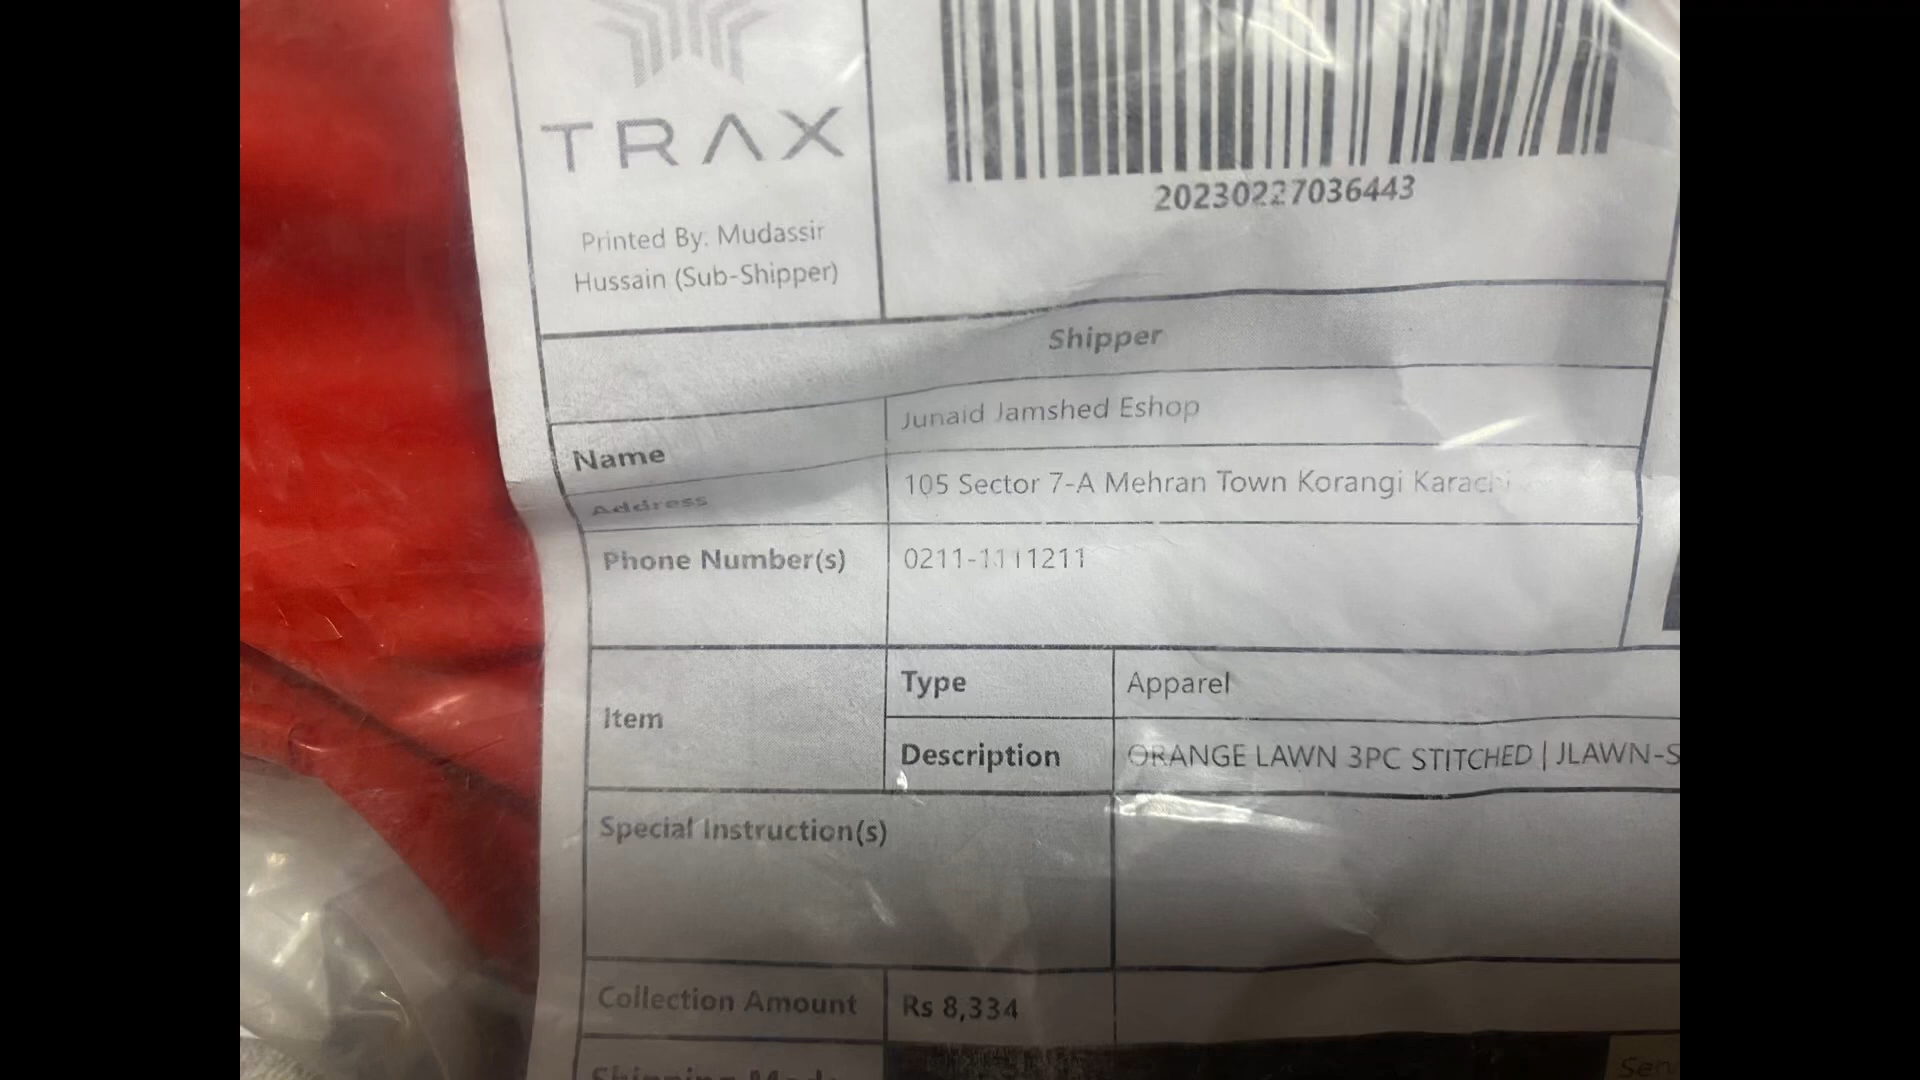 TRAX
20230227036443
Printed By: Mudassir
Hussain (Sub-Shipper)
Shipper
Name
Junaid Jamshed Eshop
Address
105 Sector 7-A Mehran Town Korangi Karachi
Phone Number(s)
0211-1111211
Item
Type
Apparel
Description
ORANGE LAWN 3PC STITCHED | JLAWN-S
Special Instruction(s)
Collection Amount
Rs 8,334
Shipping Mode